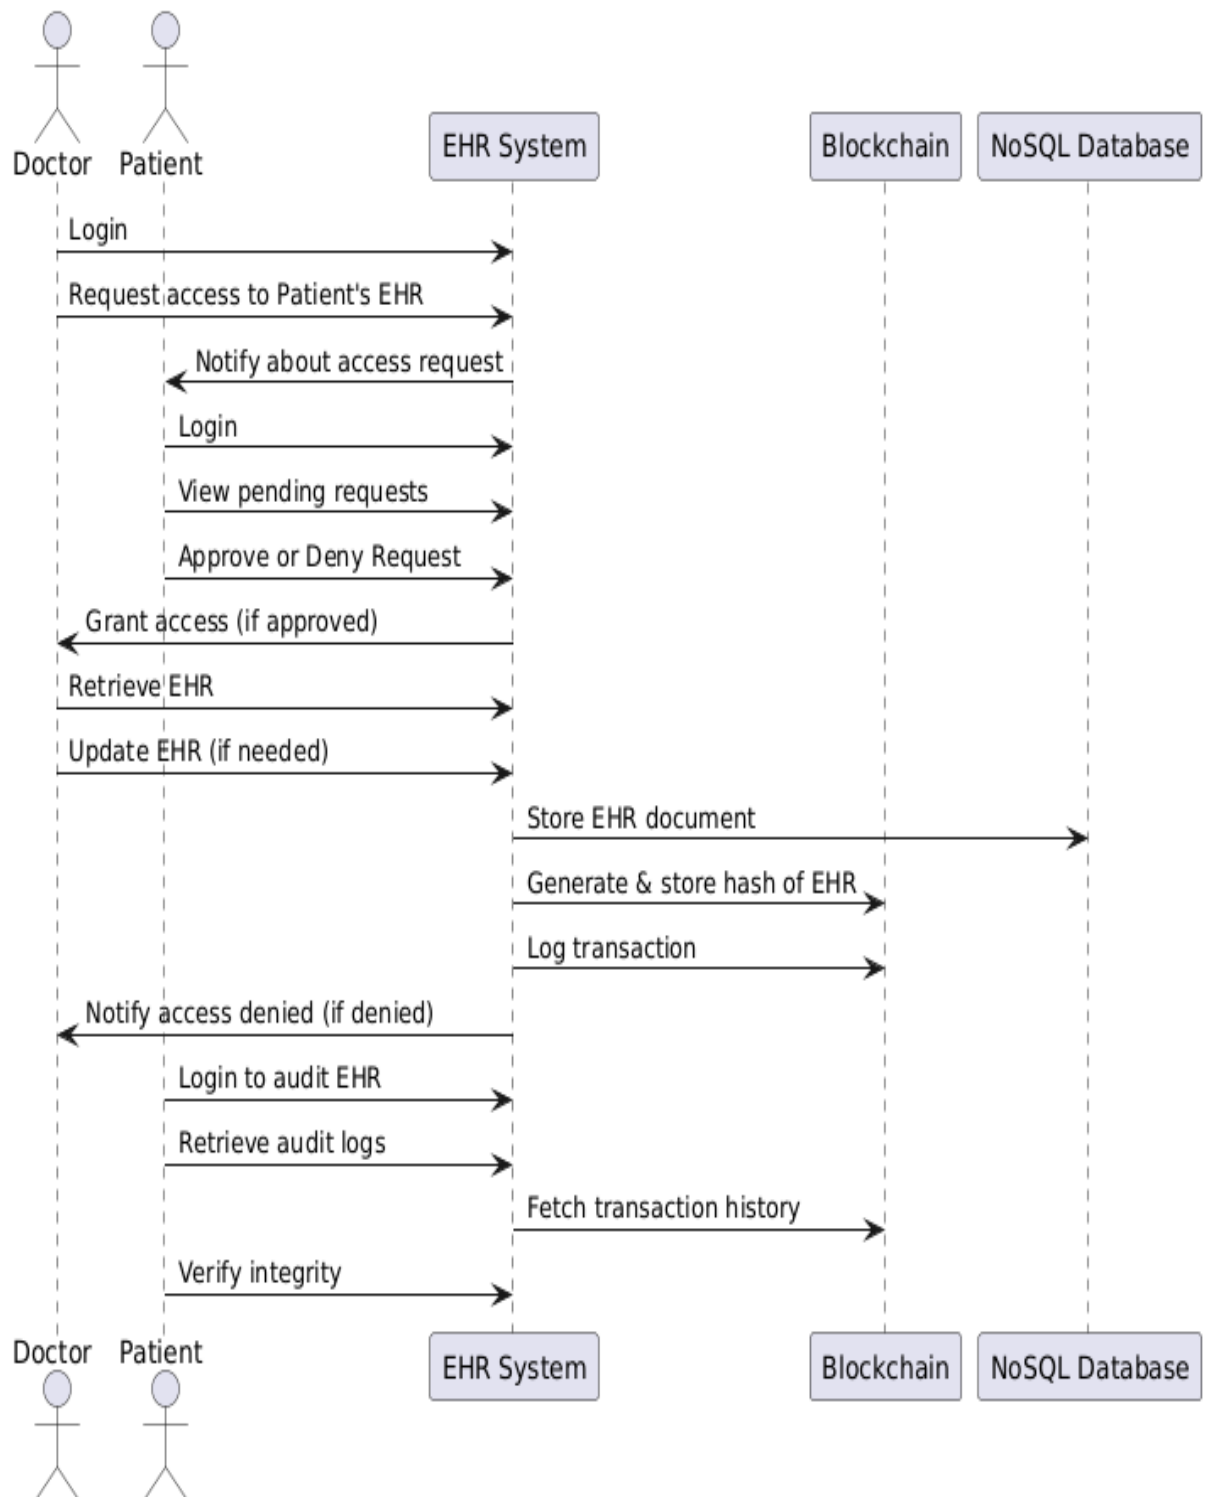 Doctor
Patient
EHR System
Blockchain
NoSQL Database
Login
Request access to Patient's EHR
Notify about access request
Login
View pending requests
Approve or Deny Request
Grant access (if approved)
Retrieve EHR
Update EHR (if needed)
Store EHR document
Generate & store hash of EHR
Log transaction
Notify access denied (if denied)
Login to audit EHR
Retrieve audit logs
Fetch transaction history
Verify integrity
Doctor
Patient
EHR System
Blockchain
NoSQL Database